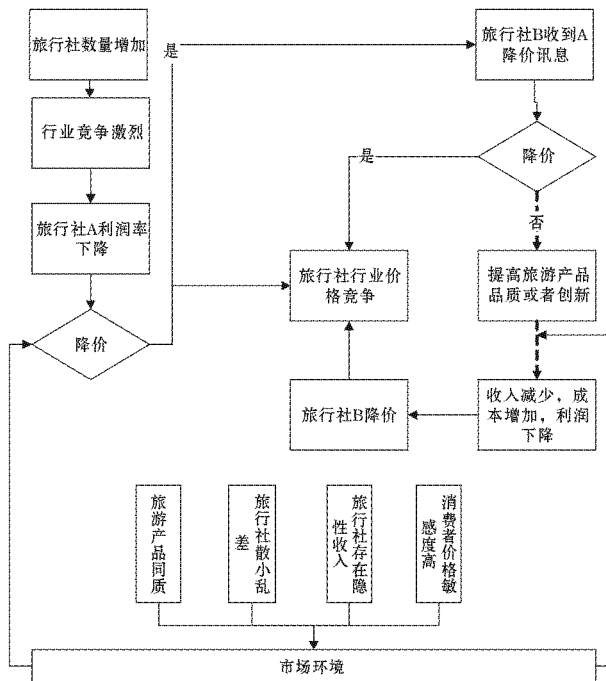 旅行社数量增加
是
旅行社B收到A
降价讯息
行业竞争激烈
降价
是
否
旅行社A利润率
下降
旅行社行业价
格竞争
提高旅游产品
品质或者创新
降价
旅行社B降价
收入减少，成
本增加，利润
下降
旅游产品同质
旅行社散小乱
差
旅行社存在隐
性收入
消费者价格敏
感度高
市场环境